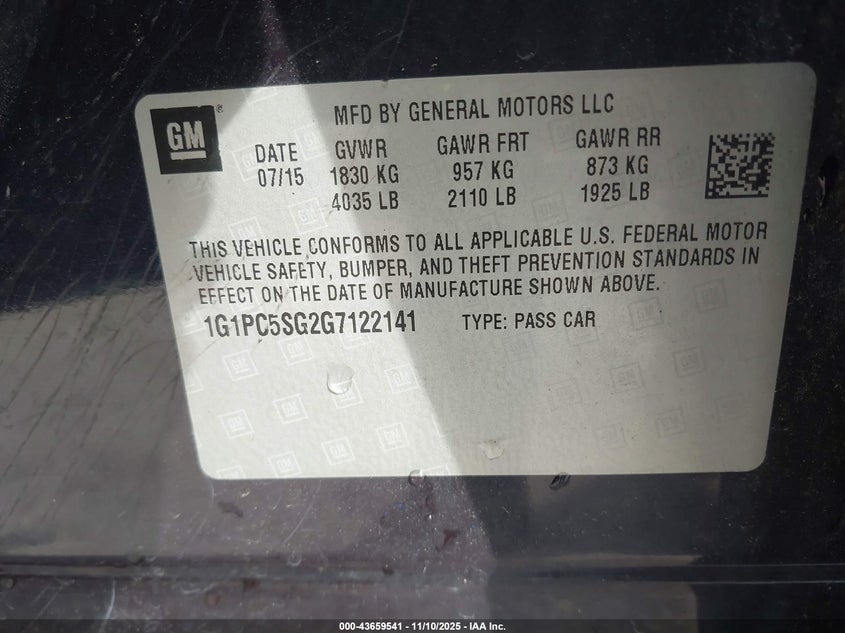 GM
MFD BY GENERAL MOTORS LLC
DATE GVWR GAWR FRT GAWR RR
07/15 1830 KG 957 KG 873 KG
4035 LB 2110 LB 1925 LB
THIS VEHICLE CONFORMS TO ALL APPLICABLE U.S. FEDERAL MOTOR
VEHICLE SAFETY, BUMPER, AND THEFT PREVENTION STANDARDS IN
EFFECT ON THE DATE OF MANUFACTURE SHOWN ABOVE.
1G1PC5SG2G7122141 TYPE: PASS CAR
000-43659541 — 11/10/2025 — IAA Inc.